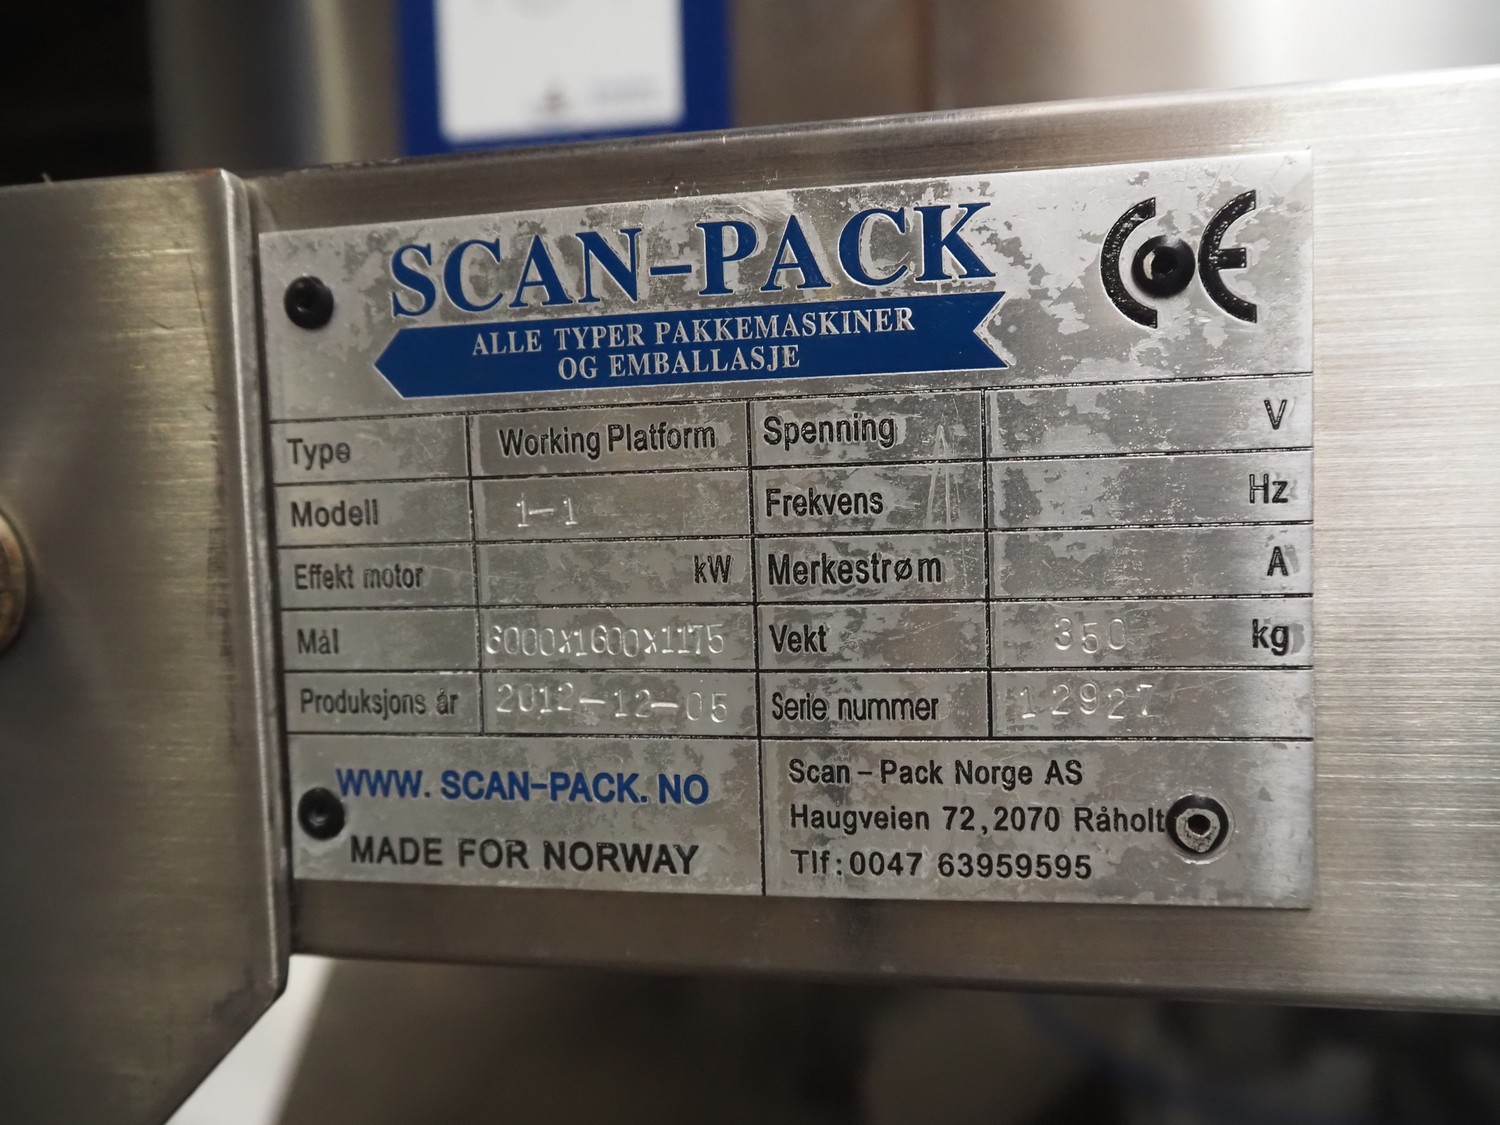 SCAN-PACK
CE
ALLE TYPER PAKKEMASKINER
OG EMBALLASJE
Type Working Platform Spenning V
Modell 1-1 Frekvens Hz
Effekt motor kW Merkestrøm A
Mål 6000x1600x1175 Vekt 350 kg
Produksjons år 2012-12-05 Serie nummer 12927
WWW.SCAN-PACK.NO
MADE FOR NORWAY
Scan-Pack Norge AS
Haugveien 72, 2070 Råholt
Tlf: 0047 63959595